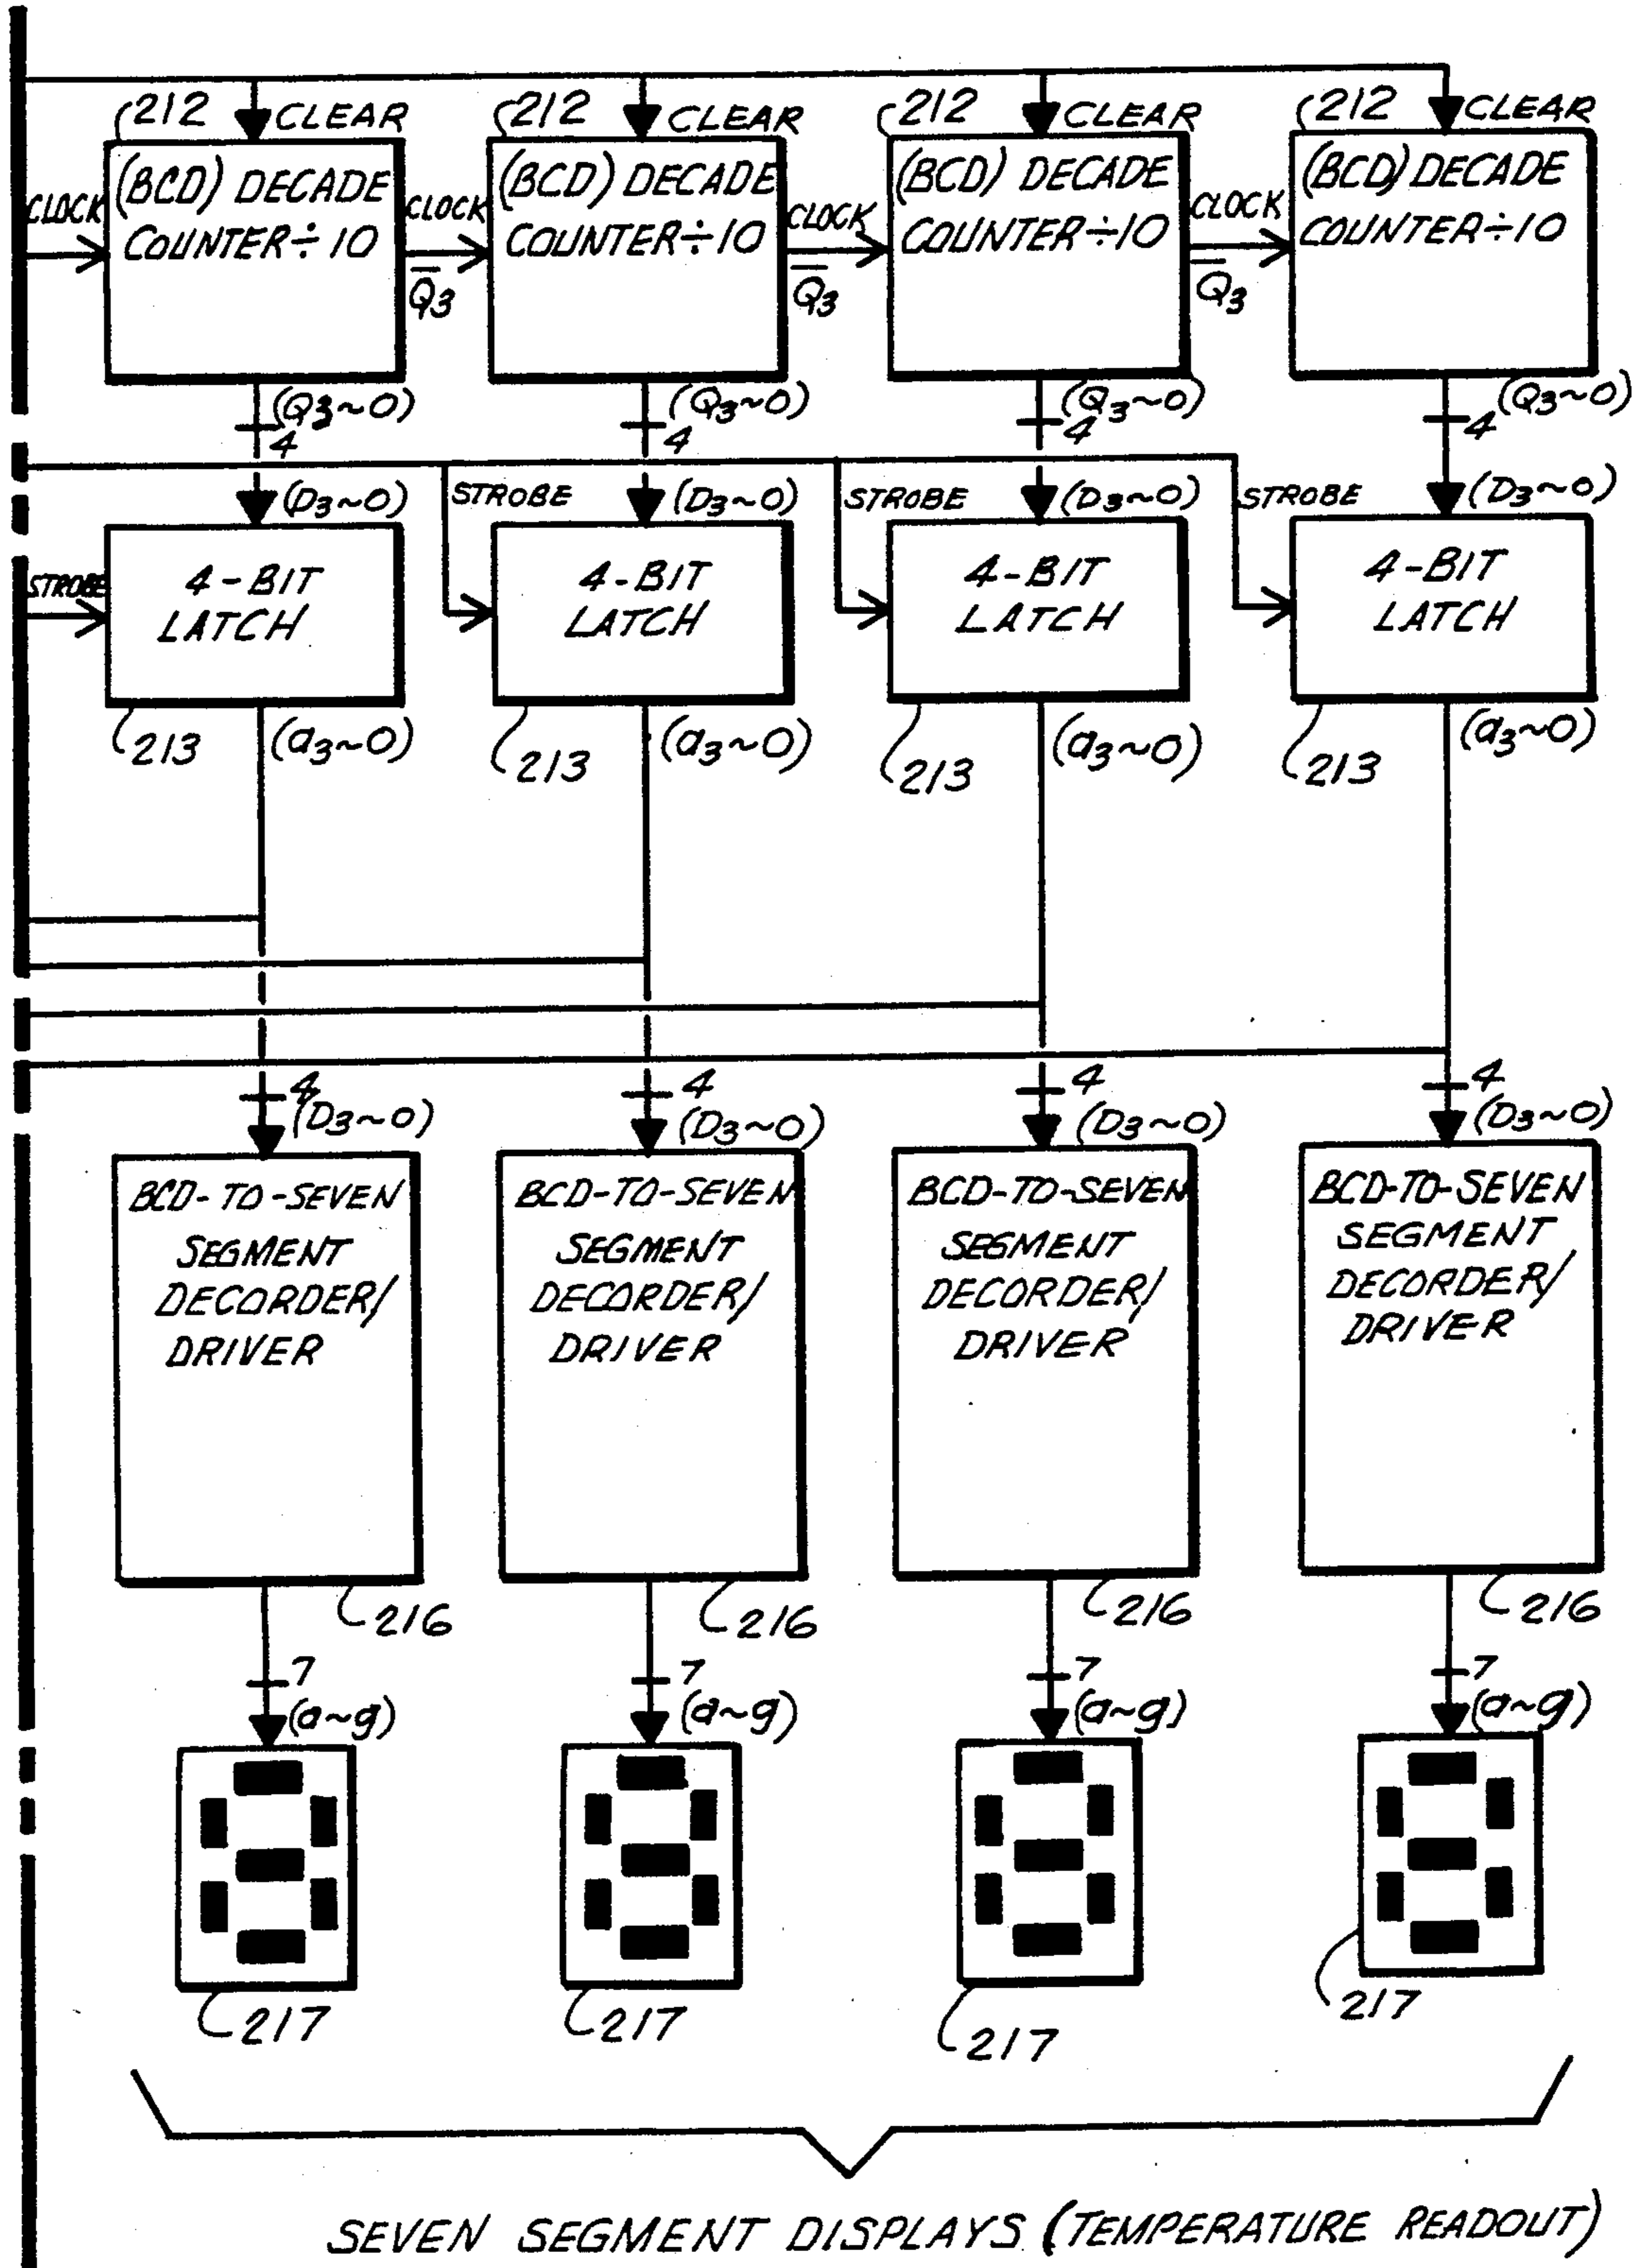 212 CLEAR 212 CLEAR 212 CLEAR 212 CLEAR
CLOCK
(BCD) DECADE
COUNTER÷10
CLOCK
Q̅3
(BCD) DECADE
COUNTER÷10
CLOCK
Q̅3
(BCD) DECADE
COUNTER÷10
CLOCK
Q̅3
(BCD) DECADE
COUNTER÷10
(Q3~0) (Q3~0) (Q3~0) (Q3~0)
4 4 4 4
(D3~0) STROBE (D3~0) STROBE (D3~0) STROBE (D3~0)
STROBE
4-BIT
LATCH
4-BIT
LATCH
4-BIT
LATCH
4-BIT
LATCH
213 (a3~0) 213 (a3~0) 213 (a3~0) 213 (a3~0)
4 4 4 4
(D3~0) (D3~0) (D3~0) (D3~0)
BCD-TO-SEVEN
SEGMENT
DECORDER/
DRIVER
BCD-TO-SEVEN
SEGMENT
DECORDER/
DRIVER
BCD-TO-SEVEN
SEGMENT
DECORDER/
DRIVER
BCD-TO-SEVEN
SEGMENT
DECORDER/
DRIVER
216 216 216 216
7 7 7 7
(a~g) (a~g) (a~g) (a~g)
217 217 217 217
SEVEN SEGMENT DISPLAYS (TEMPERATURE READOUT)